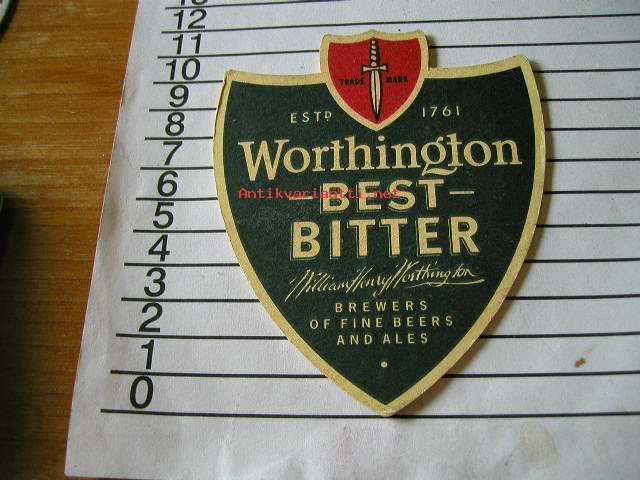 13
12
11
10
9
8
7
6
5
4
3
2
1
0
TRADE MARK
ESTD 1761
Worthington
Antikvariaatti.net
BEST
BITTER
William Henry Worthington
BREWERS
OF FINE BEERS
AND ALES